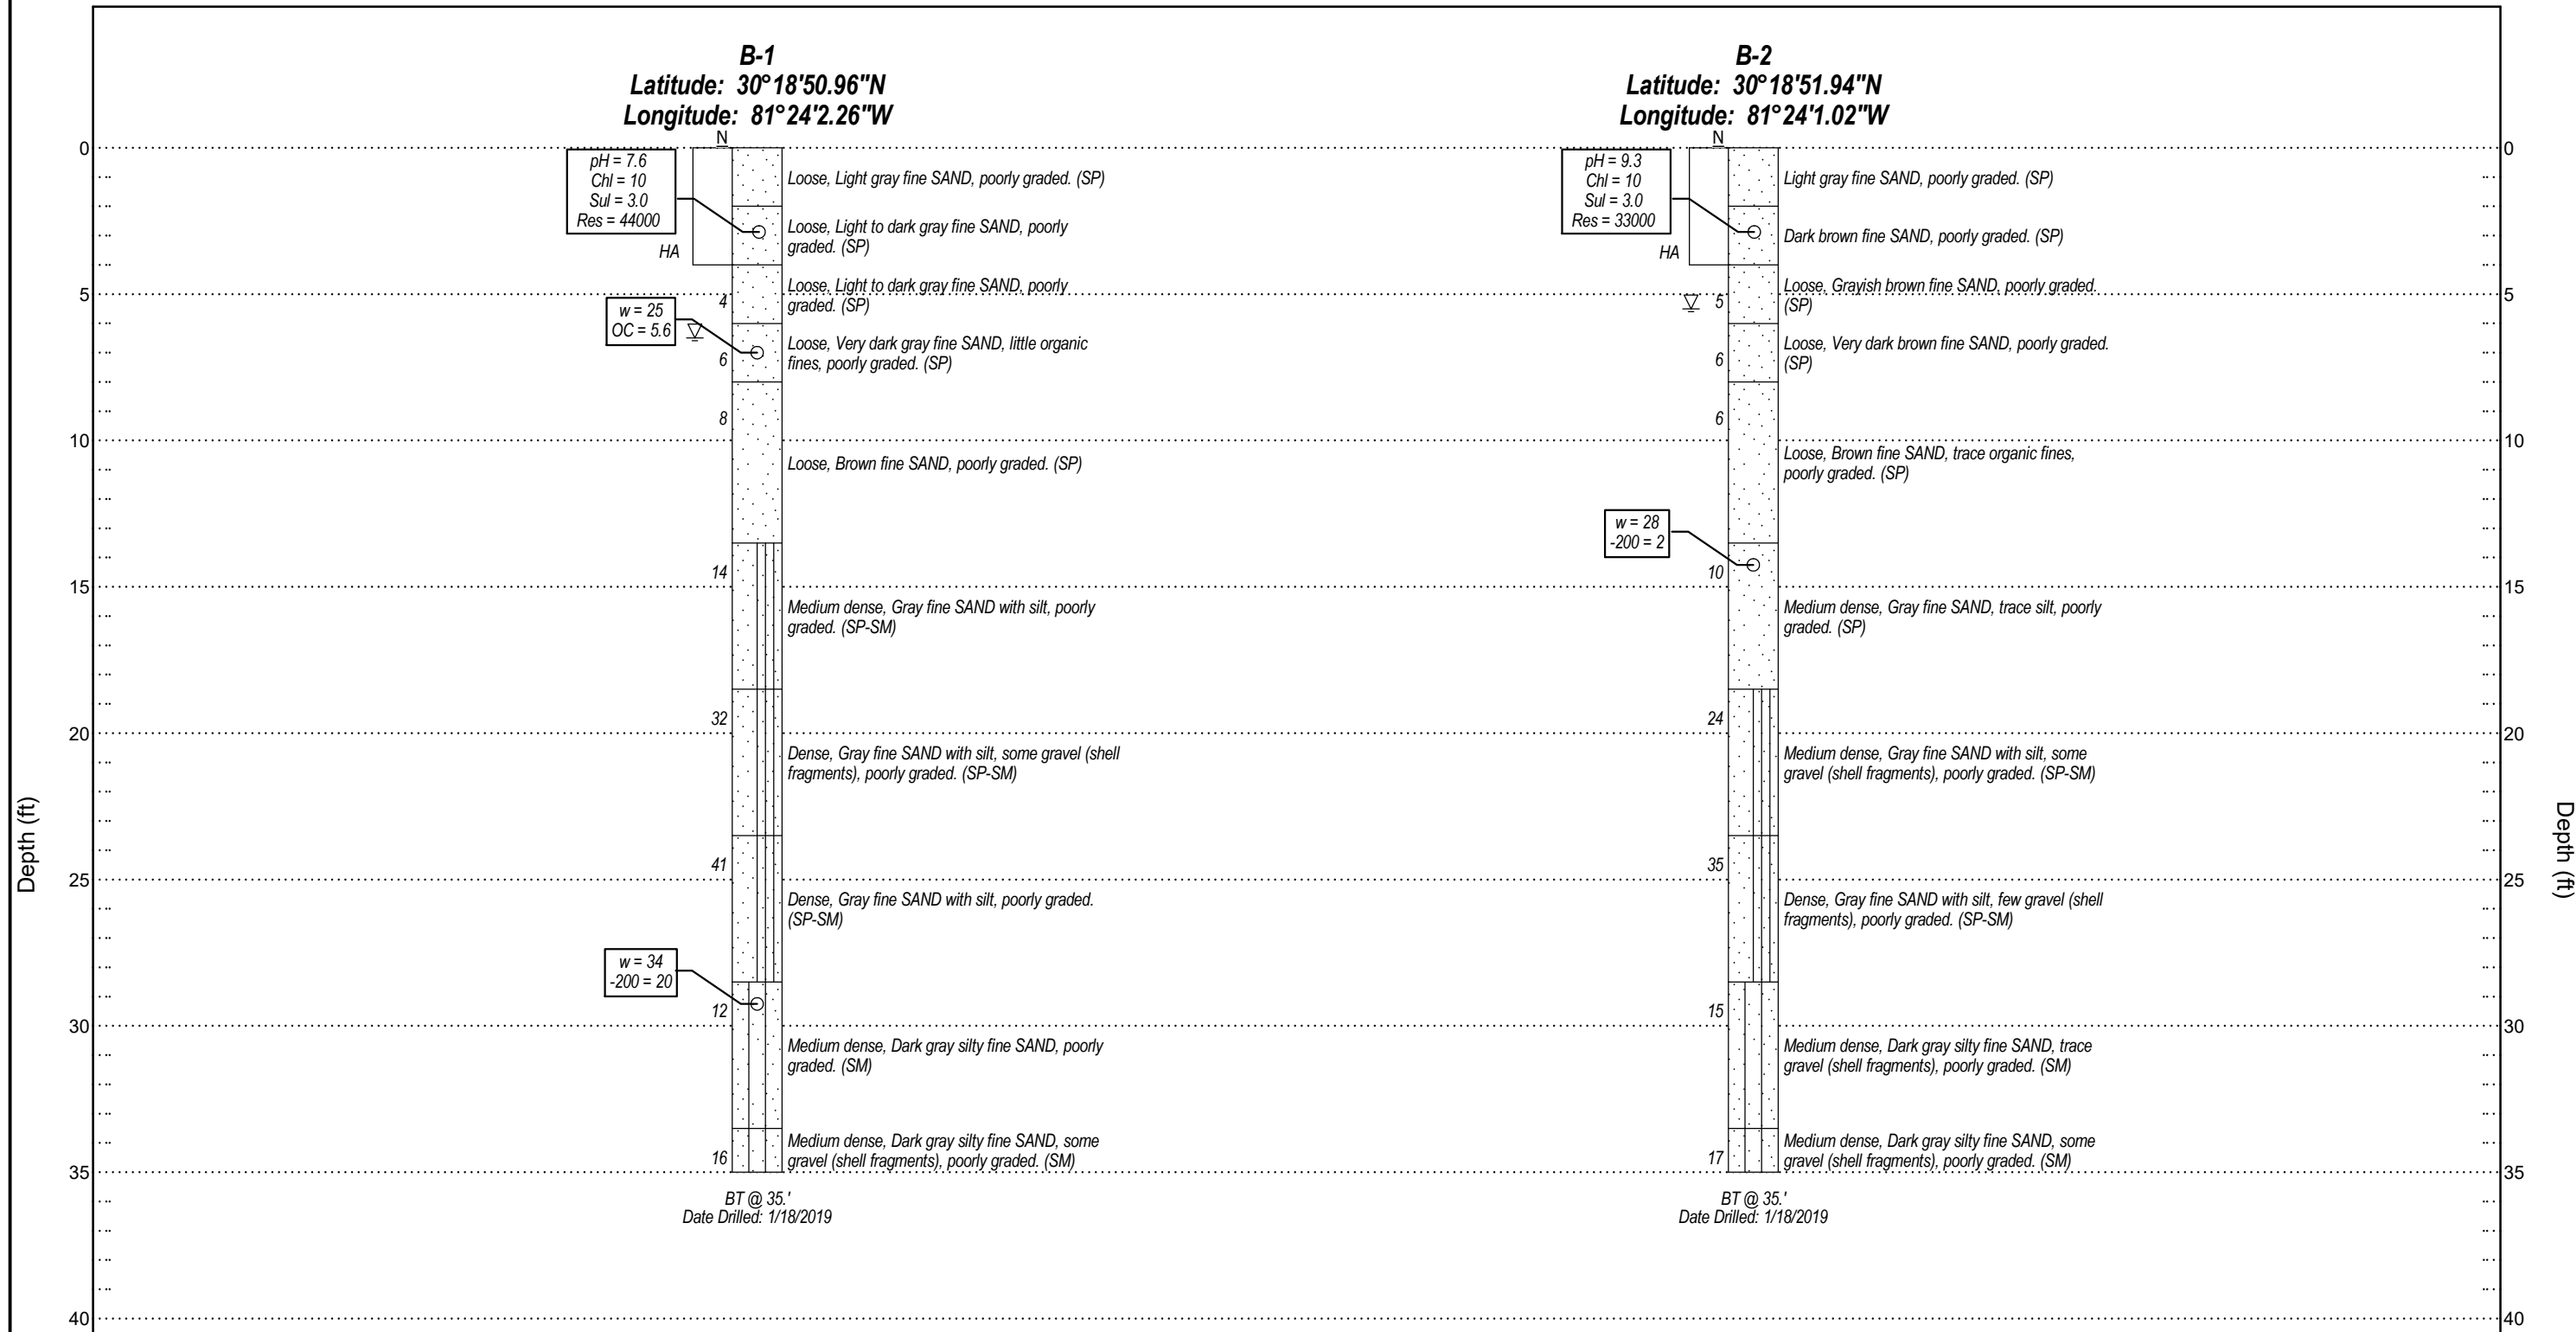 B-1
Latitude: 30°18'50.96"N
Longitude: 81°24'2.26"W
N
pH = 7.6
Chl = 10
Sul = 3.0
Res = 44000
HA
Loose, Light gray fine SAND, poorly graded. (SP)
Loose, Light to dark gray fine SAND, poorly
graded. (SP)
4
Loose, Light to dark gray fine SAND, poorly
graded. (SP)
w = 25
OC = 5.6
6
Loose, Very dark gray fine SAND, little organic
fines, poorly graded. (SP)
8
Loose, Brown fine SAND, poorly graded. (SP)
14
Medium dense, Gray fine SAND with silt, poorly
graded. (SP-SM)
32
Dense, Gray fine SAND with silt, some gravel (shell
fragments), poorly graded. (SP-SM)
41
Dense, Gray fine SAND with silt, poorly graded.
(SP-SM)
w = 34
-200 = 20
12
Medium dense, Dark gray silty fine SAND, poorly
graded. (SM)
16
Medium dense, Dark gray silty fine SAND, some
gravel (shell fragments), poorly graded. (SM)
BT @ 35.'
Date Drilled: 1/18/2019
B-2
Latitude: 30°18'51.94"N
Longitude: 81°24'1.02"W
N
pH = 9.3
Chl = 10
Sul = 3.0
Res = 33000
HA
Light gray fine SAND, poorly graded. (SP)
Dark brown fine SAND, poorly graded. (SP)
5
Loose, Grayish brown fine SAND, poorly graded.
(SP)
6
Loose, Very dark brown fine SAND, poorly graded.
(SP)
6
Loose, Brown fine SAND, trace organic fines,
poorly graded. (SP)
w = 28
-200 = 2
10
Medium dense, Gray fine SAND, trace silt, poorly
graded. (SP)
24
Medium dense, Gray fine SAND with silt, some
gravel (shell fragments), poorly graded. (SP-SM)
35
Dense, Gray fine SAND with silt, few gravel (shell
fragments), poorly graded. (SP-SM)
15
Medium dense, Dark gray silty fine SAND, trace
gravel (shell fragments), poorly graded. (SM)
17
Medium dense, Dark gray silty fine SAND, some
gravel (shell fragments), poorly graded. (SM)
BT @ 35.'
Date Drilled: 1/18/2019
Depth (ft)
0
5
10
15
20
25
30
35
40
Depth (ft)
0
5
10
15
20
25
30
35
40